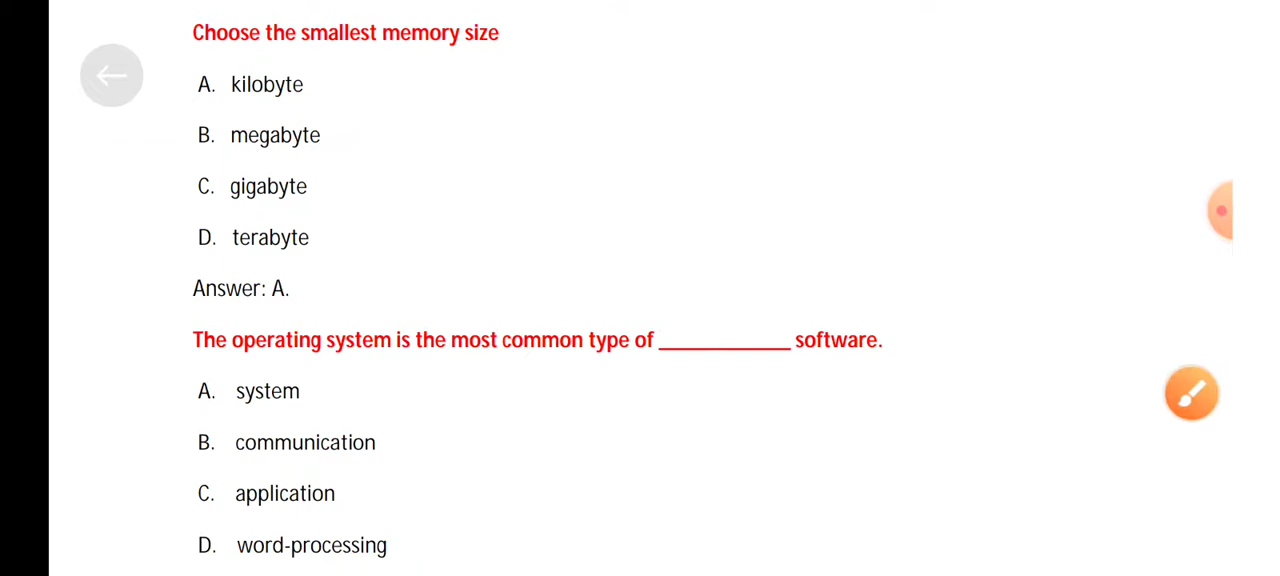 Choose the smallest memory size
A. kilobyte
B. megabyte
C. gigabyte
D. terabyte
Answer: A.
The operating system is the most common type of ____________ software.
A. system
B. communication
C. application
D. word-processing